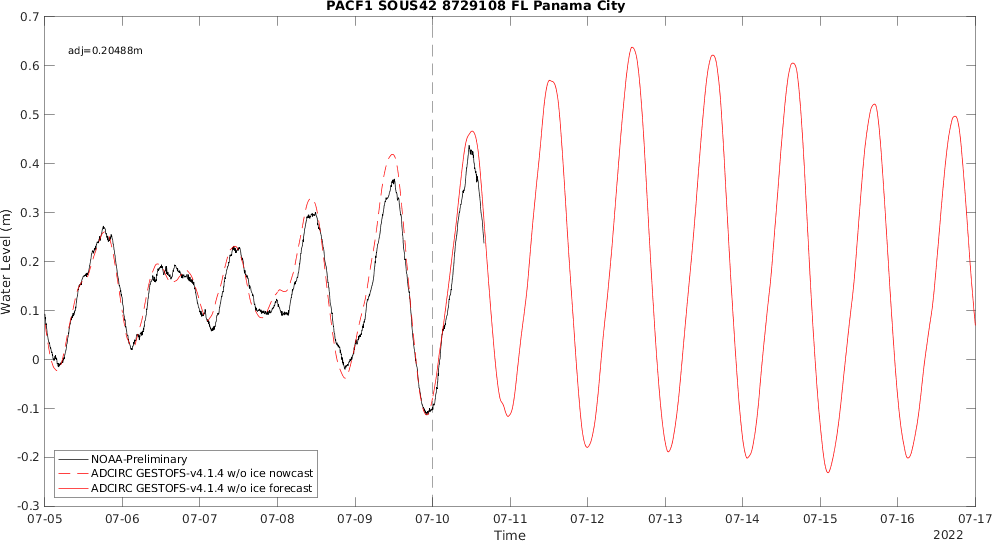 PACF1 SOUS42 8729108 FL Panama City
adj=0.20488m
Water Level (m)
0.7
0.6
0.5
0.4
0.3
0.2
0.1
0
-0.1
-0.2
-0.3
NOAA-Preliminary
ADCIRC GESTOFS-v4.1.4 w/o ice nowcast
ADCIRC GESTOFS-v4.1.4 w/o ice forecast
07-05 07-06 07-07 07-08 07-09 07-10 07-11 07-12 07-13 07-14 07-15 07-16 07-17
Time
2022